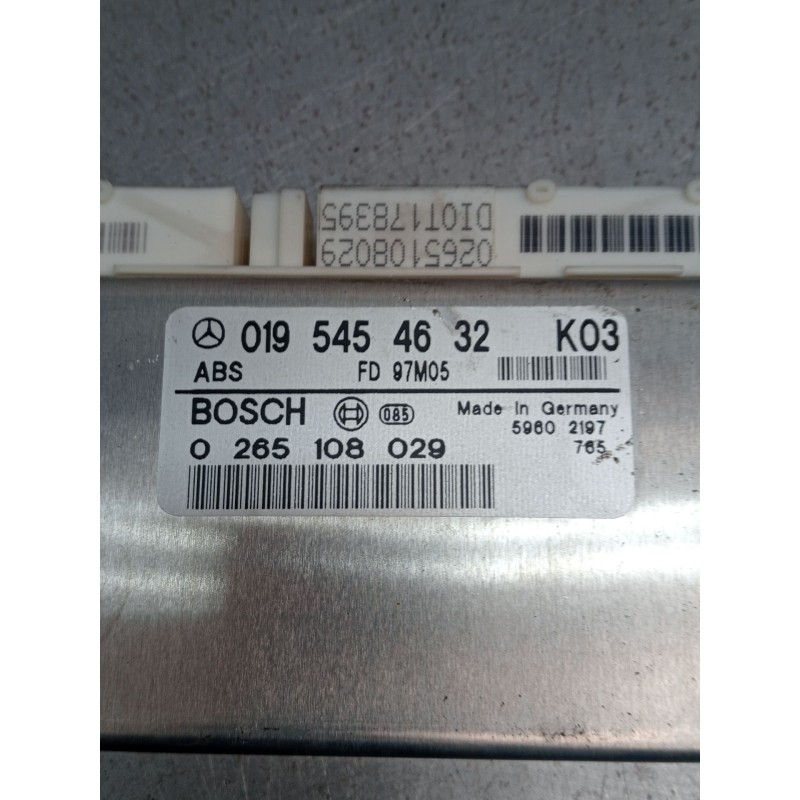 DIOT178395
0265108029
019 545 46 32 K03
ABS FD 97M05
BOSCH 085 Made in Germany
5960 2197
0 265 108 029 765